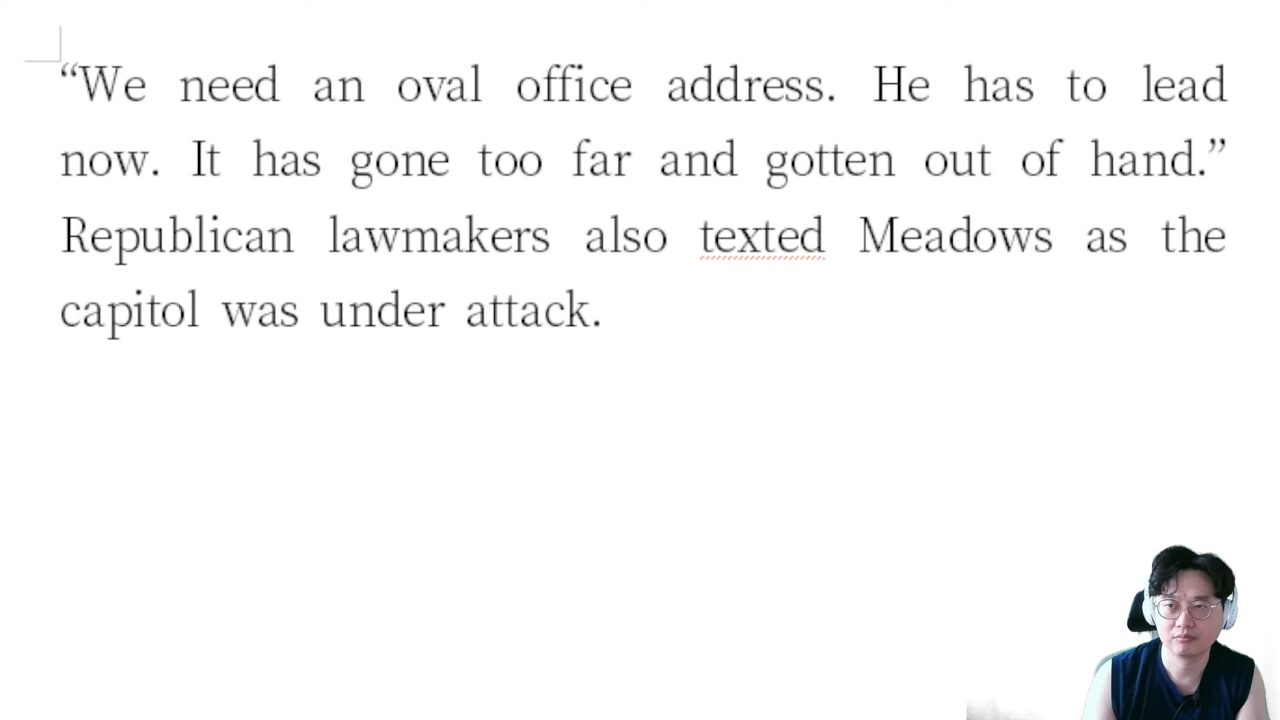 “We need an oval office address. He has to lead
now. It has gone too far and gotten out of hand.”
Republican lawmakers also texted Meadows as the
capitol was under attack.